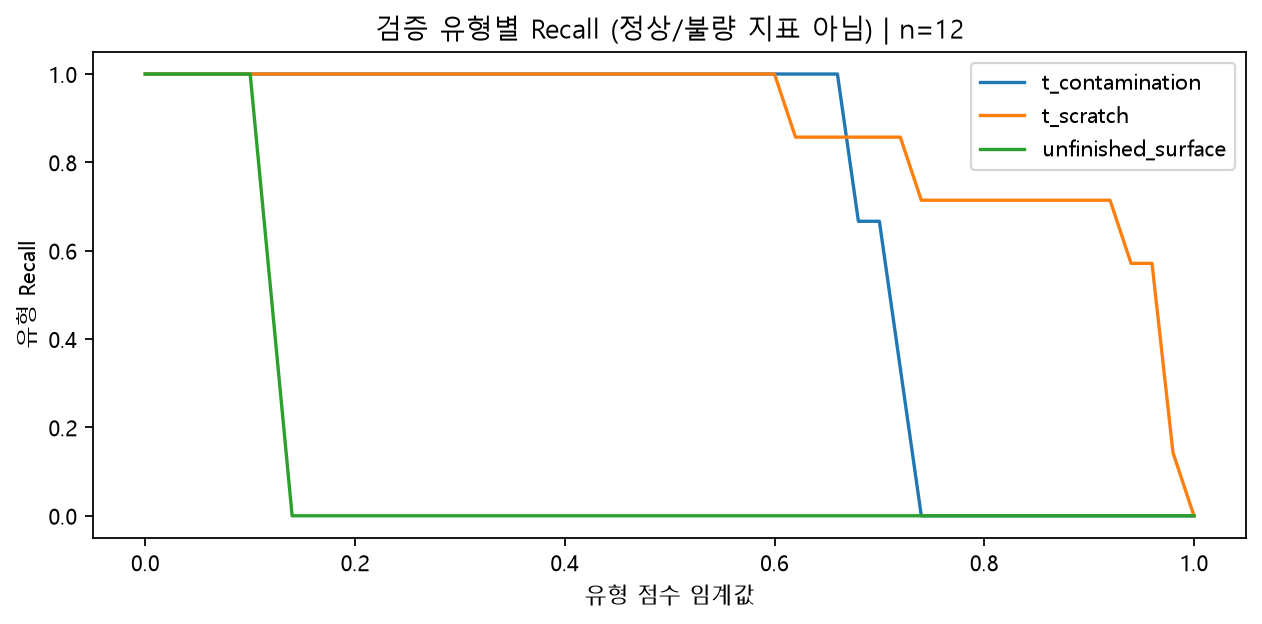 검증 유형별 Recall (정상/불량 지표 아님) | n=12
t_contamination
t_scratch
unfinished_surface
유형 Recall
1.0
0.8
0.6
0.4
0.2
0.0
0.0 0.2 0.4 0.6 0.8 1.0
유형 점수 임계값